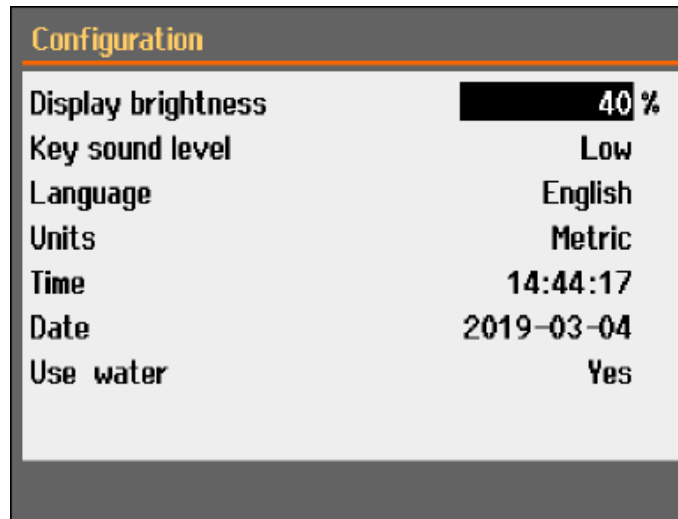 Configuration
Display brightness 40 %
Key sound level Low
Language English
Units Metric
Time 14:44:17
Date 2019-03-04
Use water Yes